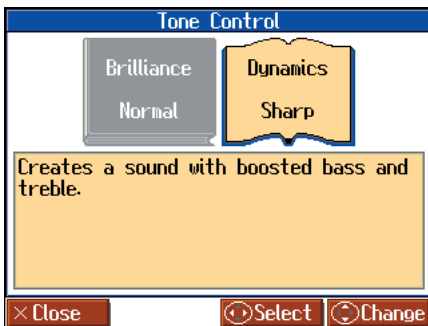 Tone Control
Brilliance
Normal
Dynamics
Sharp
Creates a sound with boosted bass and
treble.
×Close
Select
Change